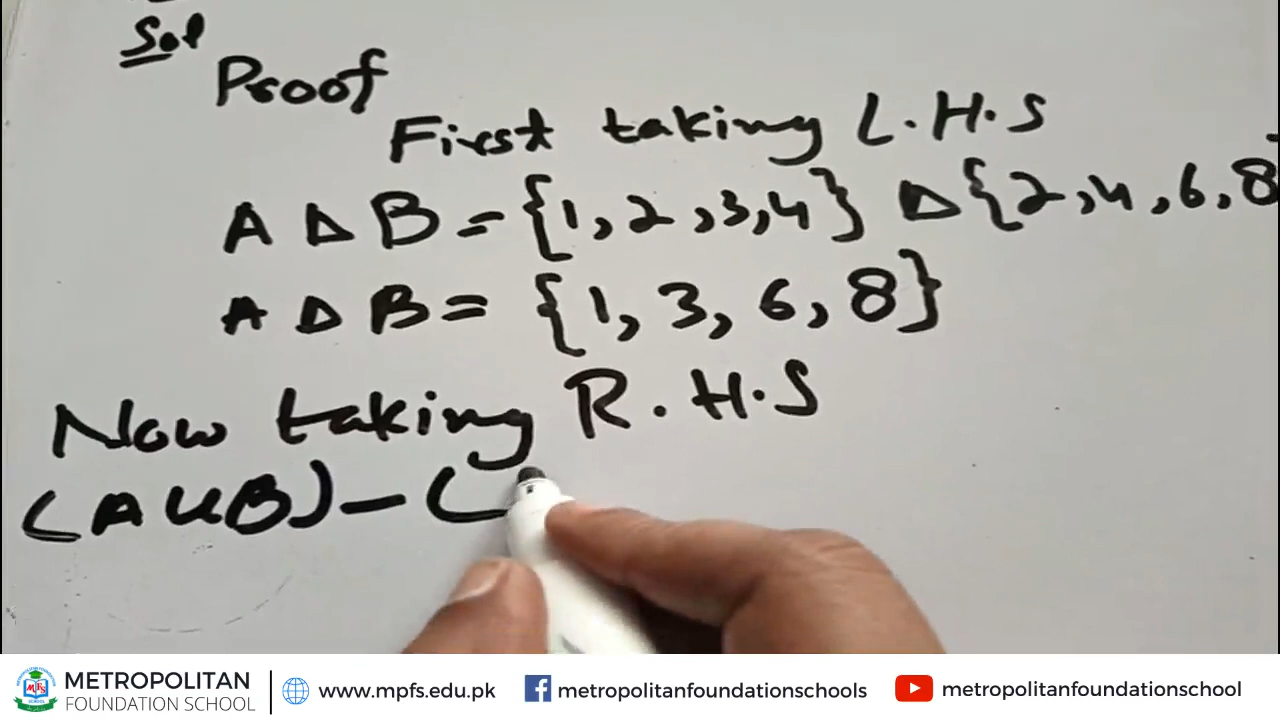 Sol
Proof
First taking L.H.S
A Δ B = {1, 2, 3, 4} Δ {2, 4, 6, 8
A Δ B = {1, 3, 6, 8}
Now taking R.H.S
(A ∪ B) - (
METROPOLITAN
FOUNDATION SCHOOL
www.mpfs.edu.pk
metropolitanfoundationschools
metropolitanfoundationschool
MFS